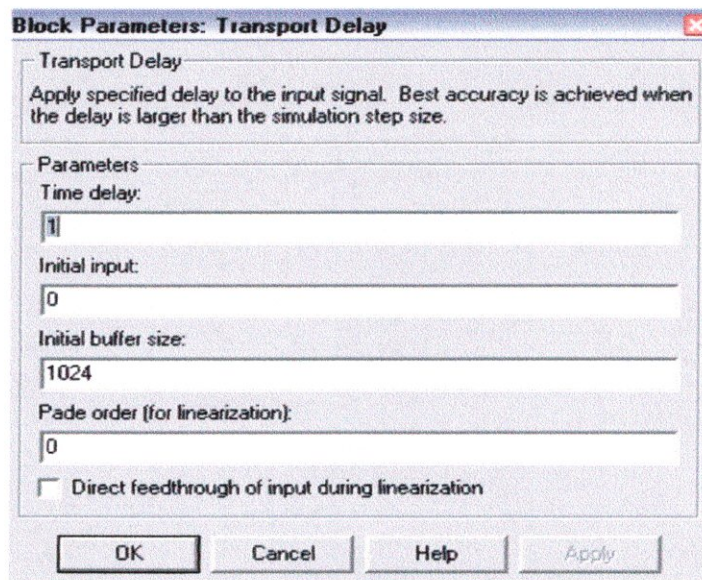 Block Parameters: Transport Delay
Transport Delay
Apply specified delay to the input signal. Best accuracy is achieved when
the delay is larger than the simulation step size.
Parameters
Time delay:
1
Initial input:
0
Initial buffer size:
1024
Pade order (for linearization):
0
Direct feedthrough of input during linearization
OK Cancel Help Apply